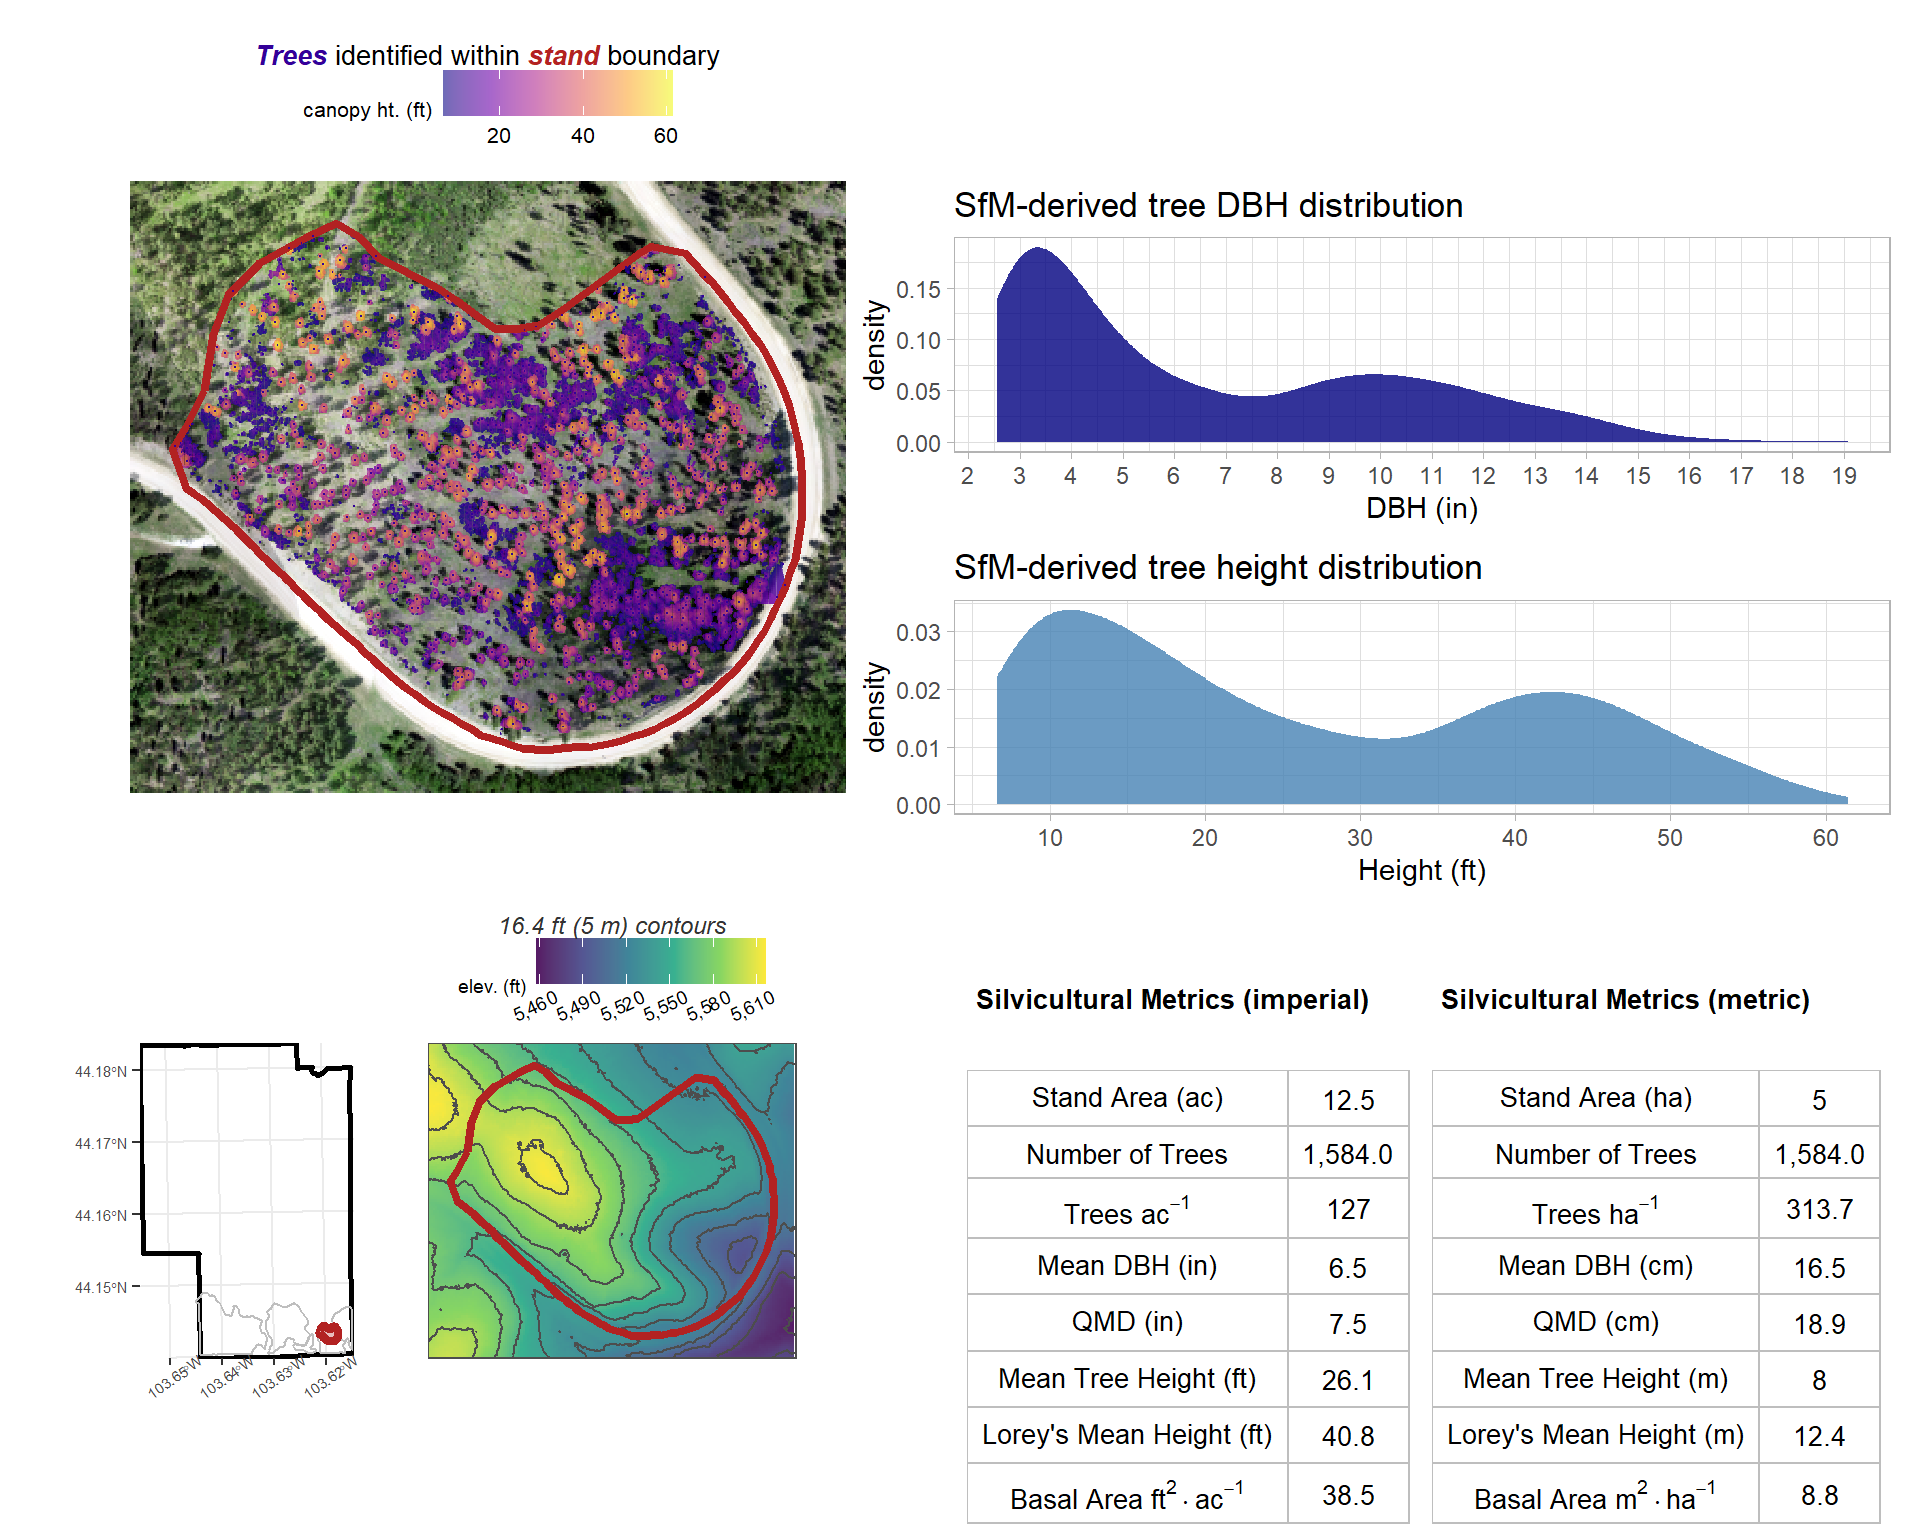 Trees identified within stand boundary
canopy ht. (ft)
20 40 60
SfM-derived tree DBH distribution
density
0.15
0.10
0.05
0.00
2 3 4 5 6 7 8 9 10 11 12 13 14 15 16 17 18 19
DBH (in)
SfM-derived tree height distribution
density
0.03
0.02
0.01
0.00
10 20 30 40 50 60
Height (ft)
16.4 ft (5 m) contours
elev. (ft)
5,460 5,490 5,520 5,550 5,580 5,610
44.18°N
44.17°N
44.16°N
44.15°N
103.65°W 103.64°W 103.63°W 103.62°W
Silvicultural Metrics (imperial)
Stand Area (ac) 12.5
Number of Trees 1,584.0
Trees ac⁻¹ 127
Mean DBH (in) 6.5
QMD (in) 7.5
Mean Tree Height (ft) 26.1
Lorey's Mean Height (ft) 40.8
Basal Area ft² · ac⁻¹ 38.5
Silvicultural Metrics (metric)
Stand Area (ha) 5
Number of Trees 1,584.0
Trees ha⁻¹ 313.7
Mean DBH (cm) 16.5
QMD (cm) 18.9
Mean Tree Height (m) 8
Lorey's Mean Height (m) 12.4
Basal Area m² · ha⁻¹ 8.8